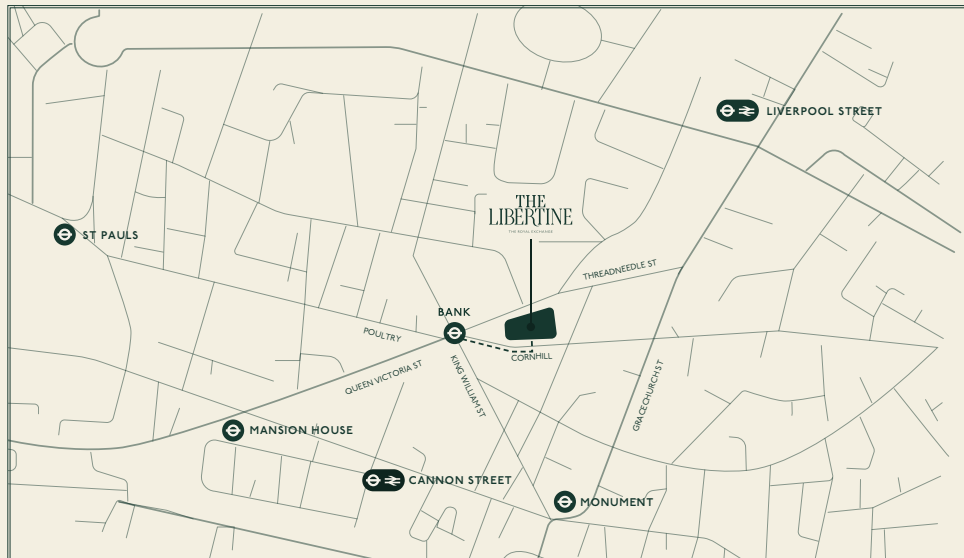 LIVERPOOL STREET
THE
LIBERTINE
THE ROYAL EXCHANGE
ST PAULS
THREADNEEDLE ST
BANK
POULTRY
CORNHILL
QUEEN VICTORIA ST
KING WILLIAM ST
GRACECHURCH ST
MANSION HOUSE
CANNON STREET
MONUMENT